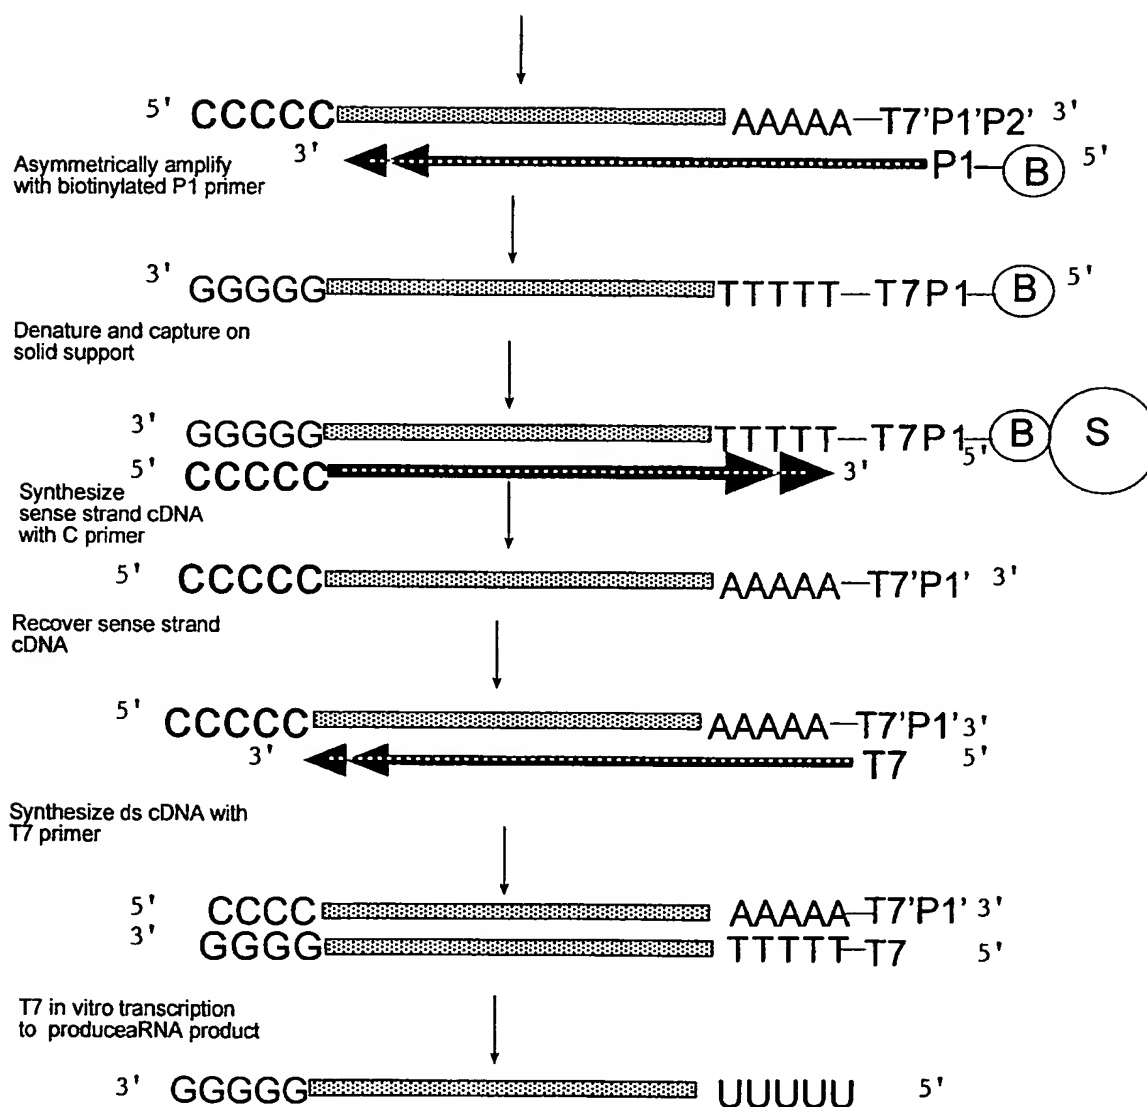 5' CCCCC AAAAA—T7'P1'P2' 3'
3' P1— B 5'
Asymmetrically amplify
with biotinylated P1 primer
3' GGGGG TTTTT—T7P1— B 5'
Denature and capture on
solid support
3' GGGGG TTTTT—T7P1— B S
5' CCCCC 3' 5'
Synthesize
sense strand cDNA
with C primer
5' CCCCC AAAAA—T7'P1' 3'
Recover sense strand
cDNA
5' CCCCC AAAAA—T7'P1' 3'
3' T7 5'
Synthesize ds cDNA with
T7 primer
5' CCCC AAAAA—T7'P1' 3'
3' GGGG TTTTT—T7 5'
T7 in vitro transcription
to produceaRNA product
3' GGGGG UUUUU 5'